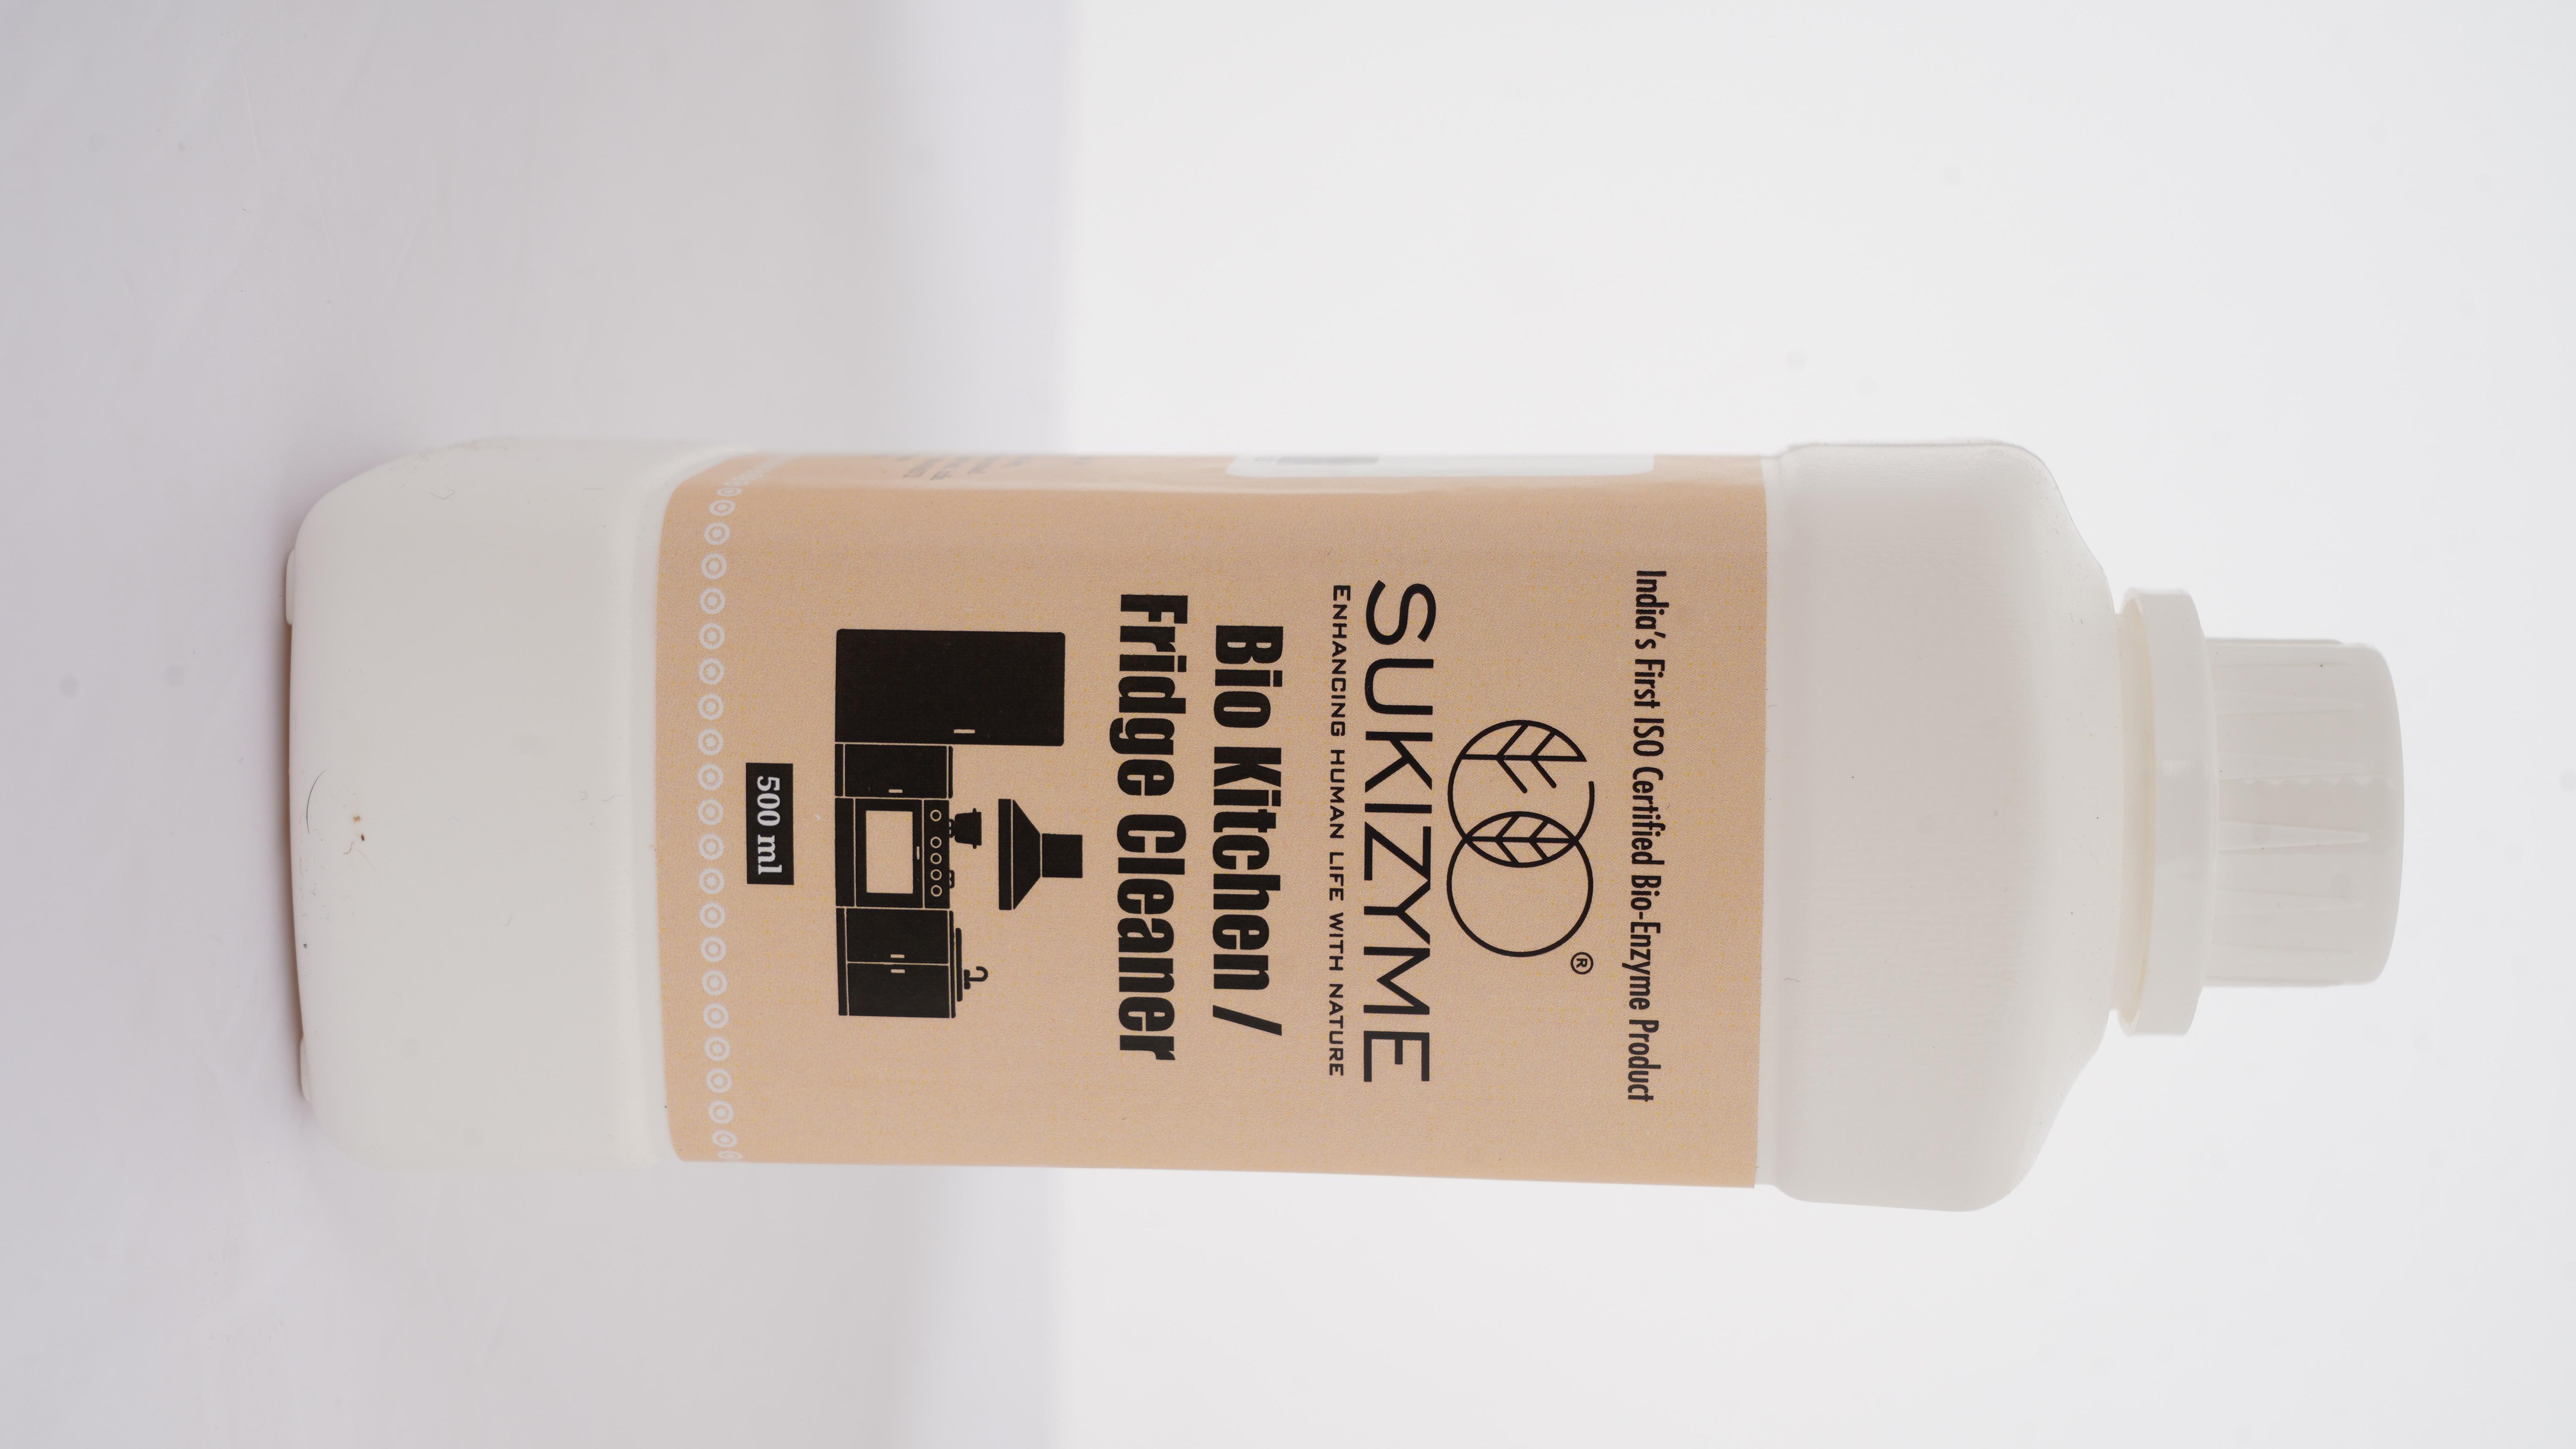 India's First ISO Certified Bio-Enzyme Product
®
SUKIZYME
ENHANCING HUMAN LIFE WITH NATURE
Bio Kitchen /
Fridge Cleaner
500 ml